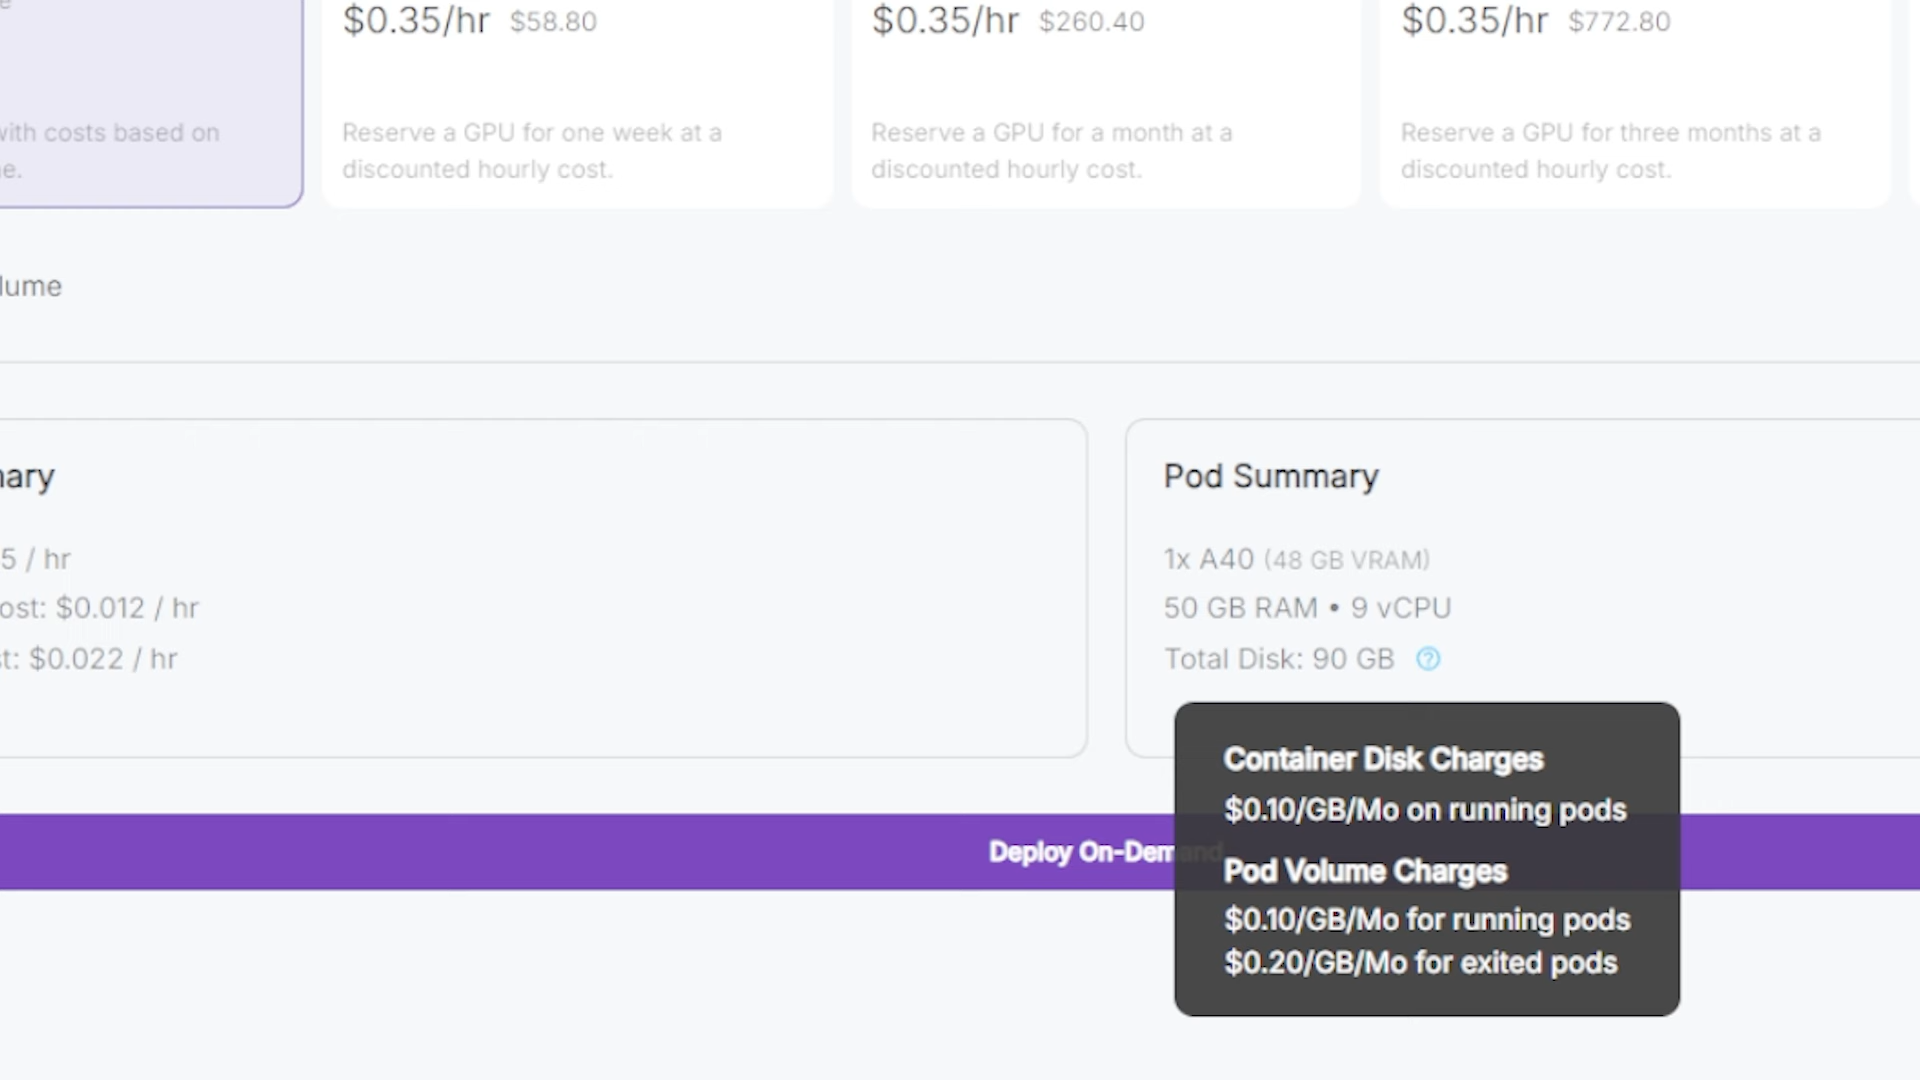 $0.35/hr $58.80
$0.35/hr $260.40
$0.35/hr $772.80
with costs based on
e.
Reserve a GPU for one week at a
discounted hourly cost.
Reserve a GPU for a month at a
discounted hourly cost.
Reserve a GPU for three months at a
discounted hourly cost.
lume
mary
5 / hr
ost: $0.012 / hr
st: $0.022 / hr
Pod Summary
1x A40 (48 GB VRAM)
50 GB RAM • 9 vCPU
Total Disk: 90 GB
Deploy On-Demand
Container Disk Charges
$0.10/GB/Mo on running pods
Pod Volume Charges
$0.10/GB/Mo for running pods
$0.20/GB/Mo for exited pods